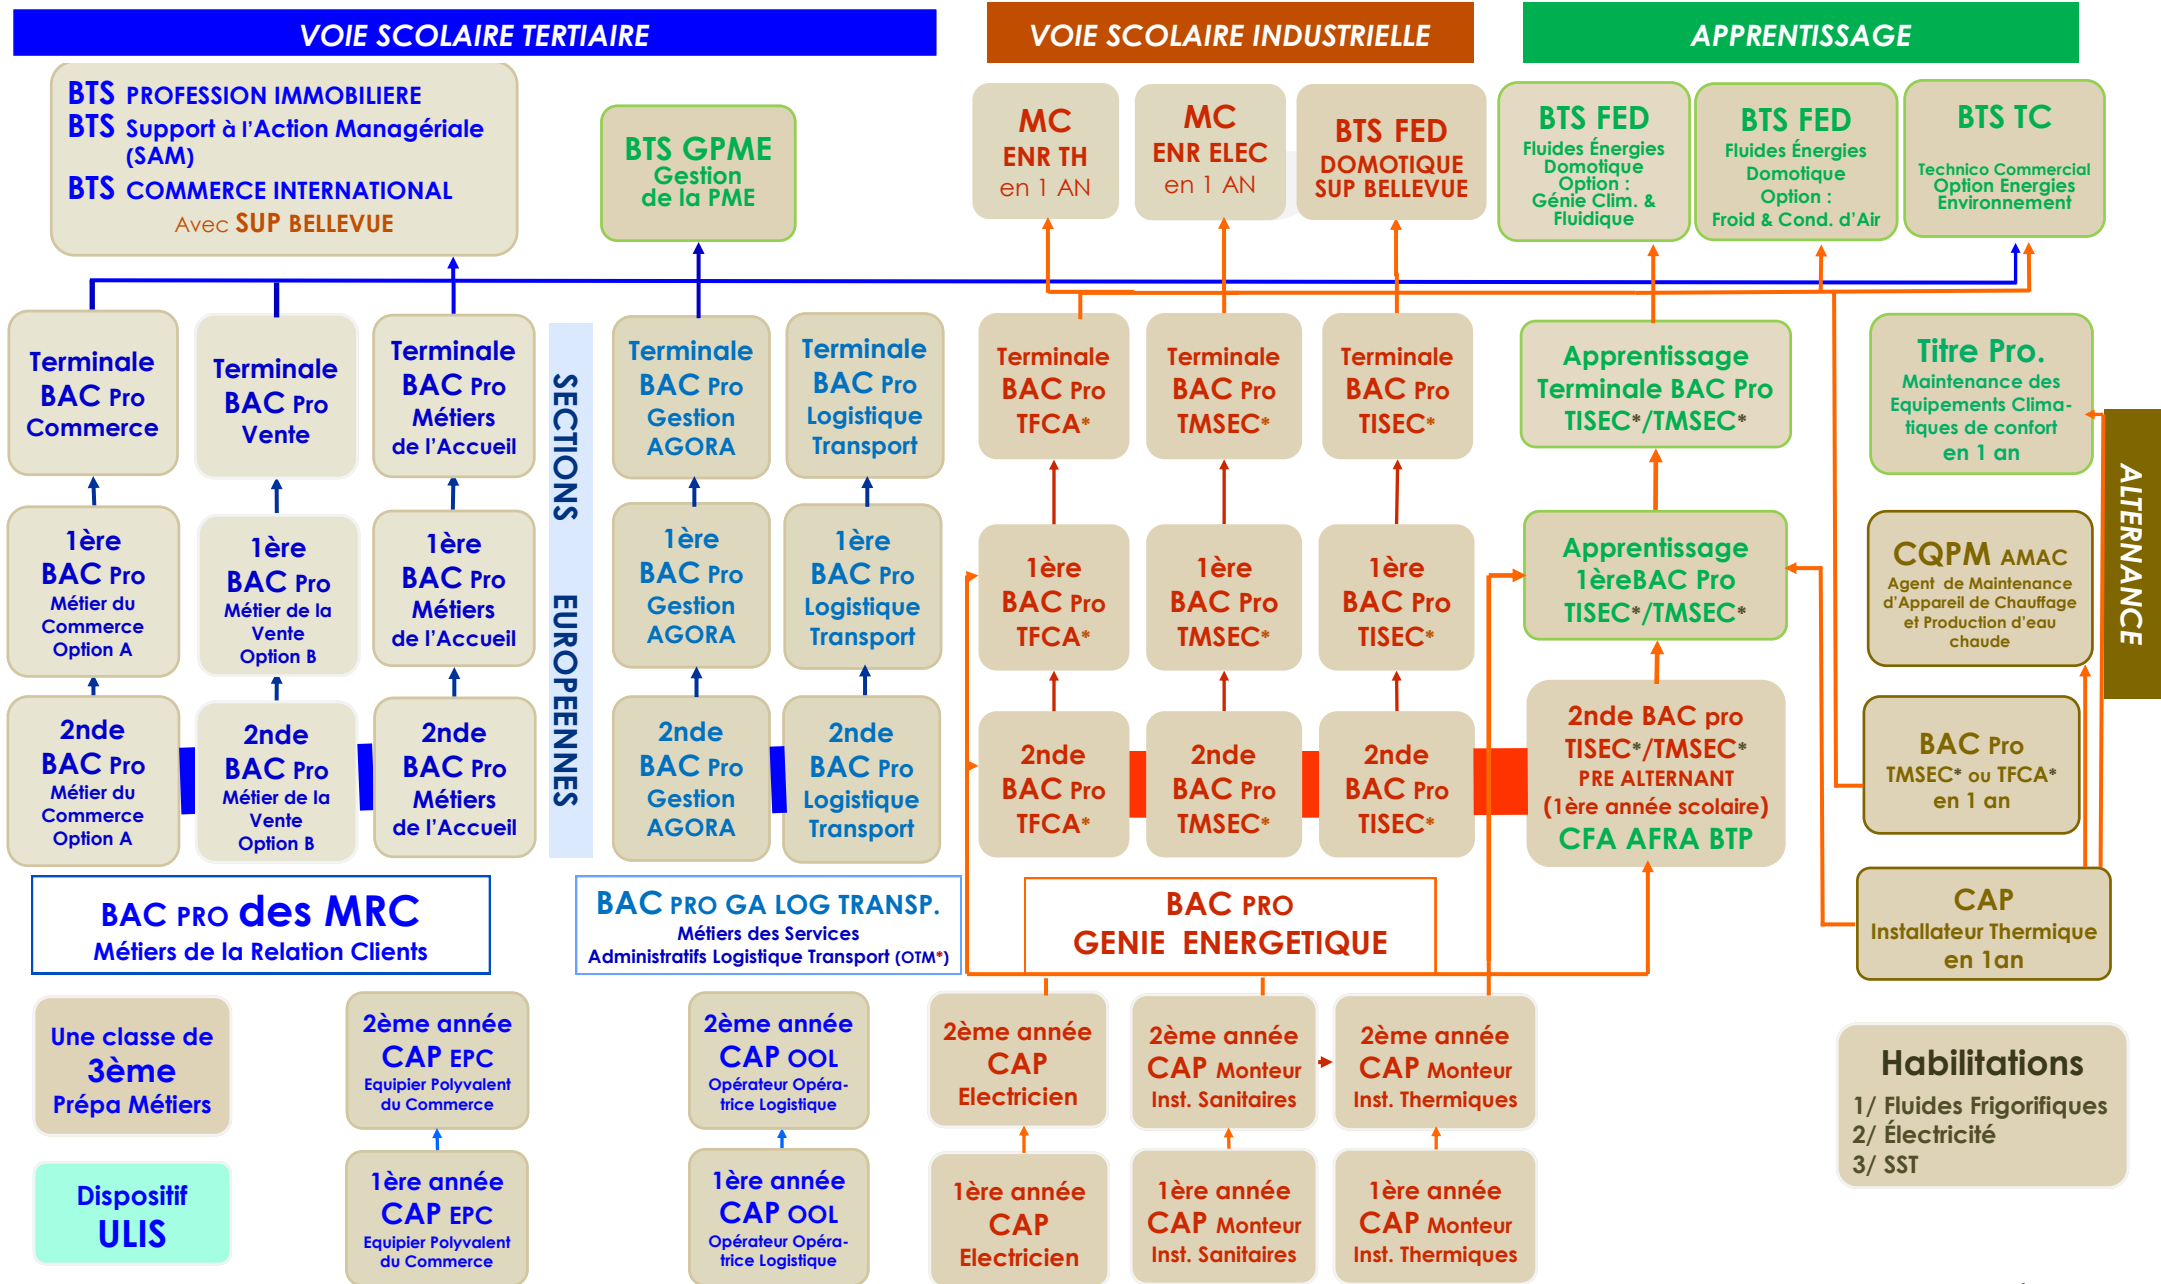 VOIE SCOLAIRE TERTIAIRE
VOIE SCOLAIRE INDUSTRIELLE
APPRENTISSAGE
BTS PROFESSION IMMOBILIERE
BTS Support à l'Action Managériale
(SAM)
BTS COMMERCE INTERNATIONAL
Avec SUP BELLEVUE
BTS GPME
Gestion
de la PME
MC
ENR TH
en 1 AN
MC
ENR ELEC
en 1 AN
BTS FED
DOMOTIQUE
SUP BELLEVUE
BTS FED
Fluides Énergies
Domotique
Option :
Génie Clim. &
Fluidique
BTS FED
Fluides Énergies
Domotique
Option :
Froid & Cond. d'Air
BTS TC
Technico Commercial
Option Energies
Environnement
Terminale
BAC Pro
Commerce
Terminale
BAC Pro
Vente
Terminale
BAC Pro
Métiers
de l'Accueil
SECTIONS EUROPEENNES
Terminale
BAC Pro
Gestion
AGORA
Terminale
BAC Pro
Logistique
Transport
Terminale
BAC Pro
TFCA*
Terminale
BAC Pro
TMSEC*
Terminale
BAC Pro
TISEC*
Apprentissage
Terminale BAC Pro
TISEC*/TMSEC*
Titre Pro.
Maintenance des
Equipements Clima-
tiques de confort
en 1 an
ALTERNANCE
1ère
BAC Pro
Métier du
Commerce
Option A
1ère
BAC Pro
Métier de la
Vente
Option B
1ère
BAC Pro
Métiers
de l'Accueil
1ère
BAC Pro
Gestion
AGORA
1ère
BAC Pro
Logistique
Transport
1ère
BAC Pro
TFCA*
1ère
BAC Pro
TMSEC*
1ère
BAC Pro
TISEC*
Apprentissage
1èreBAC Pro
TISEC*/TMSEC*
CQPM AMAC
Agent de Maintenance
d'Appareil de Chauffage
et Production d'eau
chaude
2nde
BAC Pro
Métier du
Commerce
Option A
2nde
BAC Pro
Métier de la
Vente
Option B
2nde
BAC Pro
Métiers
de l'Accueil
2nde
BAC Pro
Gestion
AGORA
2nde
BAC Pro
Logistique
Transport
2nde
BAC Pro
TFCA*
2nde
BAC Pro
TMSEC*
2nde
BAC Pro
TISEC*
2nde BAC pro
TISEC*/TMSEC*
PRE ALTERNANT
(1ère année scolaire)
CFA AFRA BTP
BAC Pro
TMSEC* ou TFCA*
en 1 an
BAC PRO des MRC
Métiers de la Relation Clients
BAC PRO GA LOG TRANSP.
Métiers des Services
Administratifs Logistique Transport (OTM*)
BAC PRO
GENIE ENERGETIQUE
CAP
Installateur Thermique
en 1an
Une classe de
3ème
Prépa Métiers
2ème année
CAP EPC
Equipier Polyvalent
du Commerce
2ème année
CAP OOL
Opérateur Opéra-
trice Logistique
2ème année
CAP
Electricien
2ème année
CAP Monteur
Inst. Sanitaires
2ème année
CAP Monteur
Inst. Thermiques
Habilitations
1/ Fluides Frigorifiques
2/ Électricité
3/ SST
Dispositif
ULIS
1ère année
CAP EPC
Equipier Polyvalent
du Commerce
1ère année
CAP OOL
Opérateur Opéra-
trice Logistique
1ère année
CAP
Electricien
1ère année
CAP Monteur
Inst. Sanitaires
1ère année
CAP Monteur
Inst. Thermiques